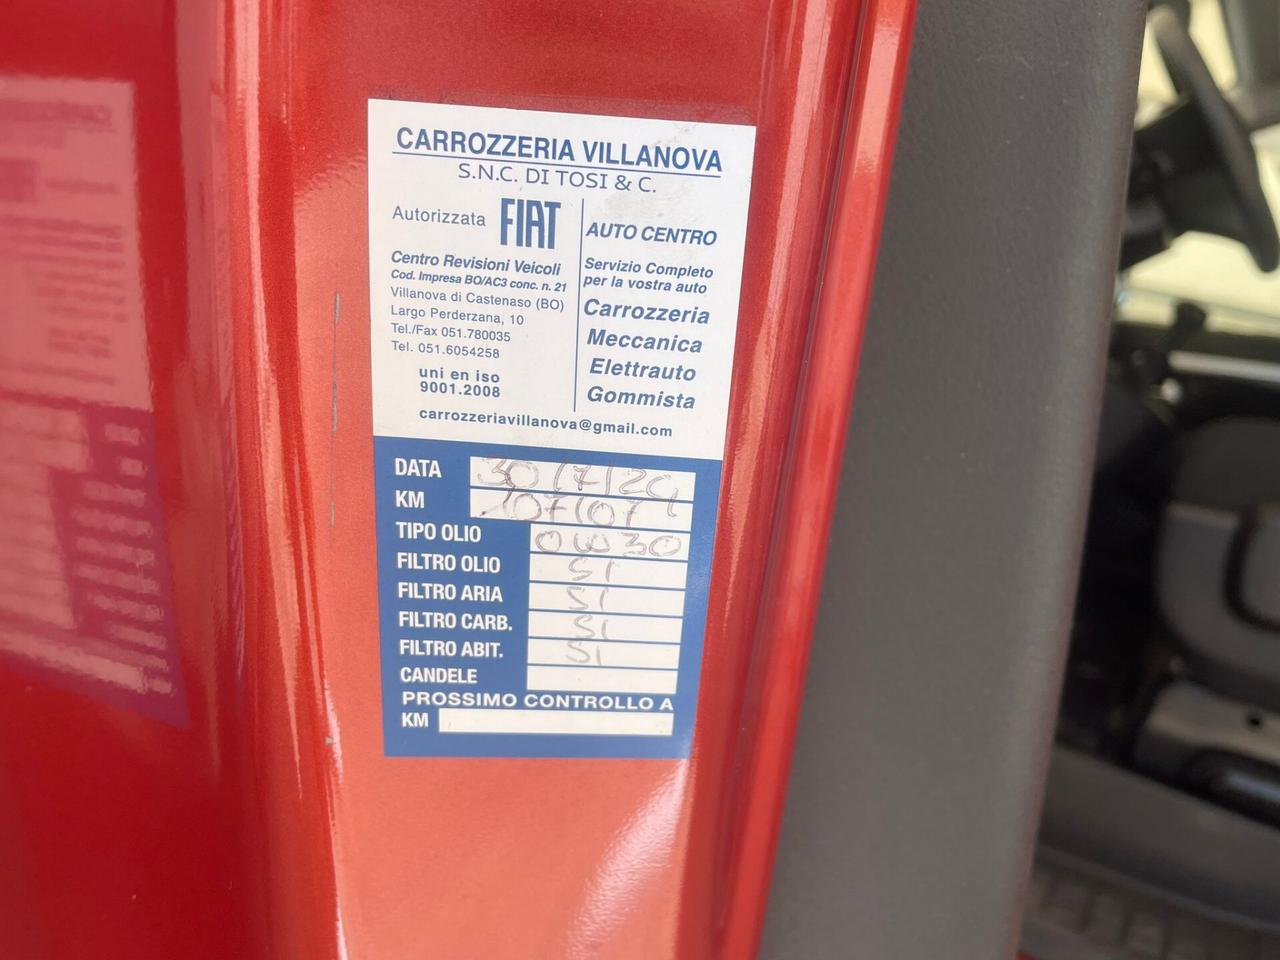 CARROZZERIA VILLANOVA
S.N.C. DI TOSI & C.
Autorizzata FIAT
Centro Revisioni Veicoli
Cod. Impresa BO/AC3 conc. n. 21
Villanova di Castenaso (BO)
Largo Perderzana, 10
Tel./Fax 051.780035
Tel. 051.6054258
uni en iso
9001.2008
AUTO CENTRO
Servizio Completo
per la vostra auto
Carrozzeria
Meccanica
Elettrauto
Gommista
carrozzeriavillanova@gmail.com
DATA 30/7/24
KM 107107
TIPO OLIO 0W30
FILTRO OLIO SI
FILTRO ARIA SI
FILTRO CARB. SI
FILTRO ABIT. SI
CANDELE
PROSSIMO CONTROLLO A
KM